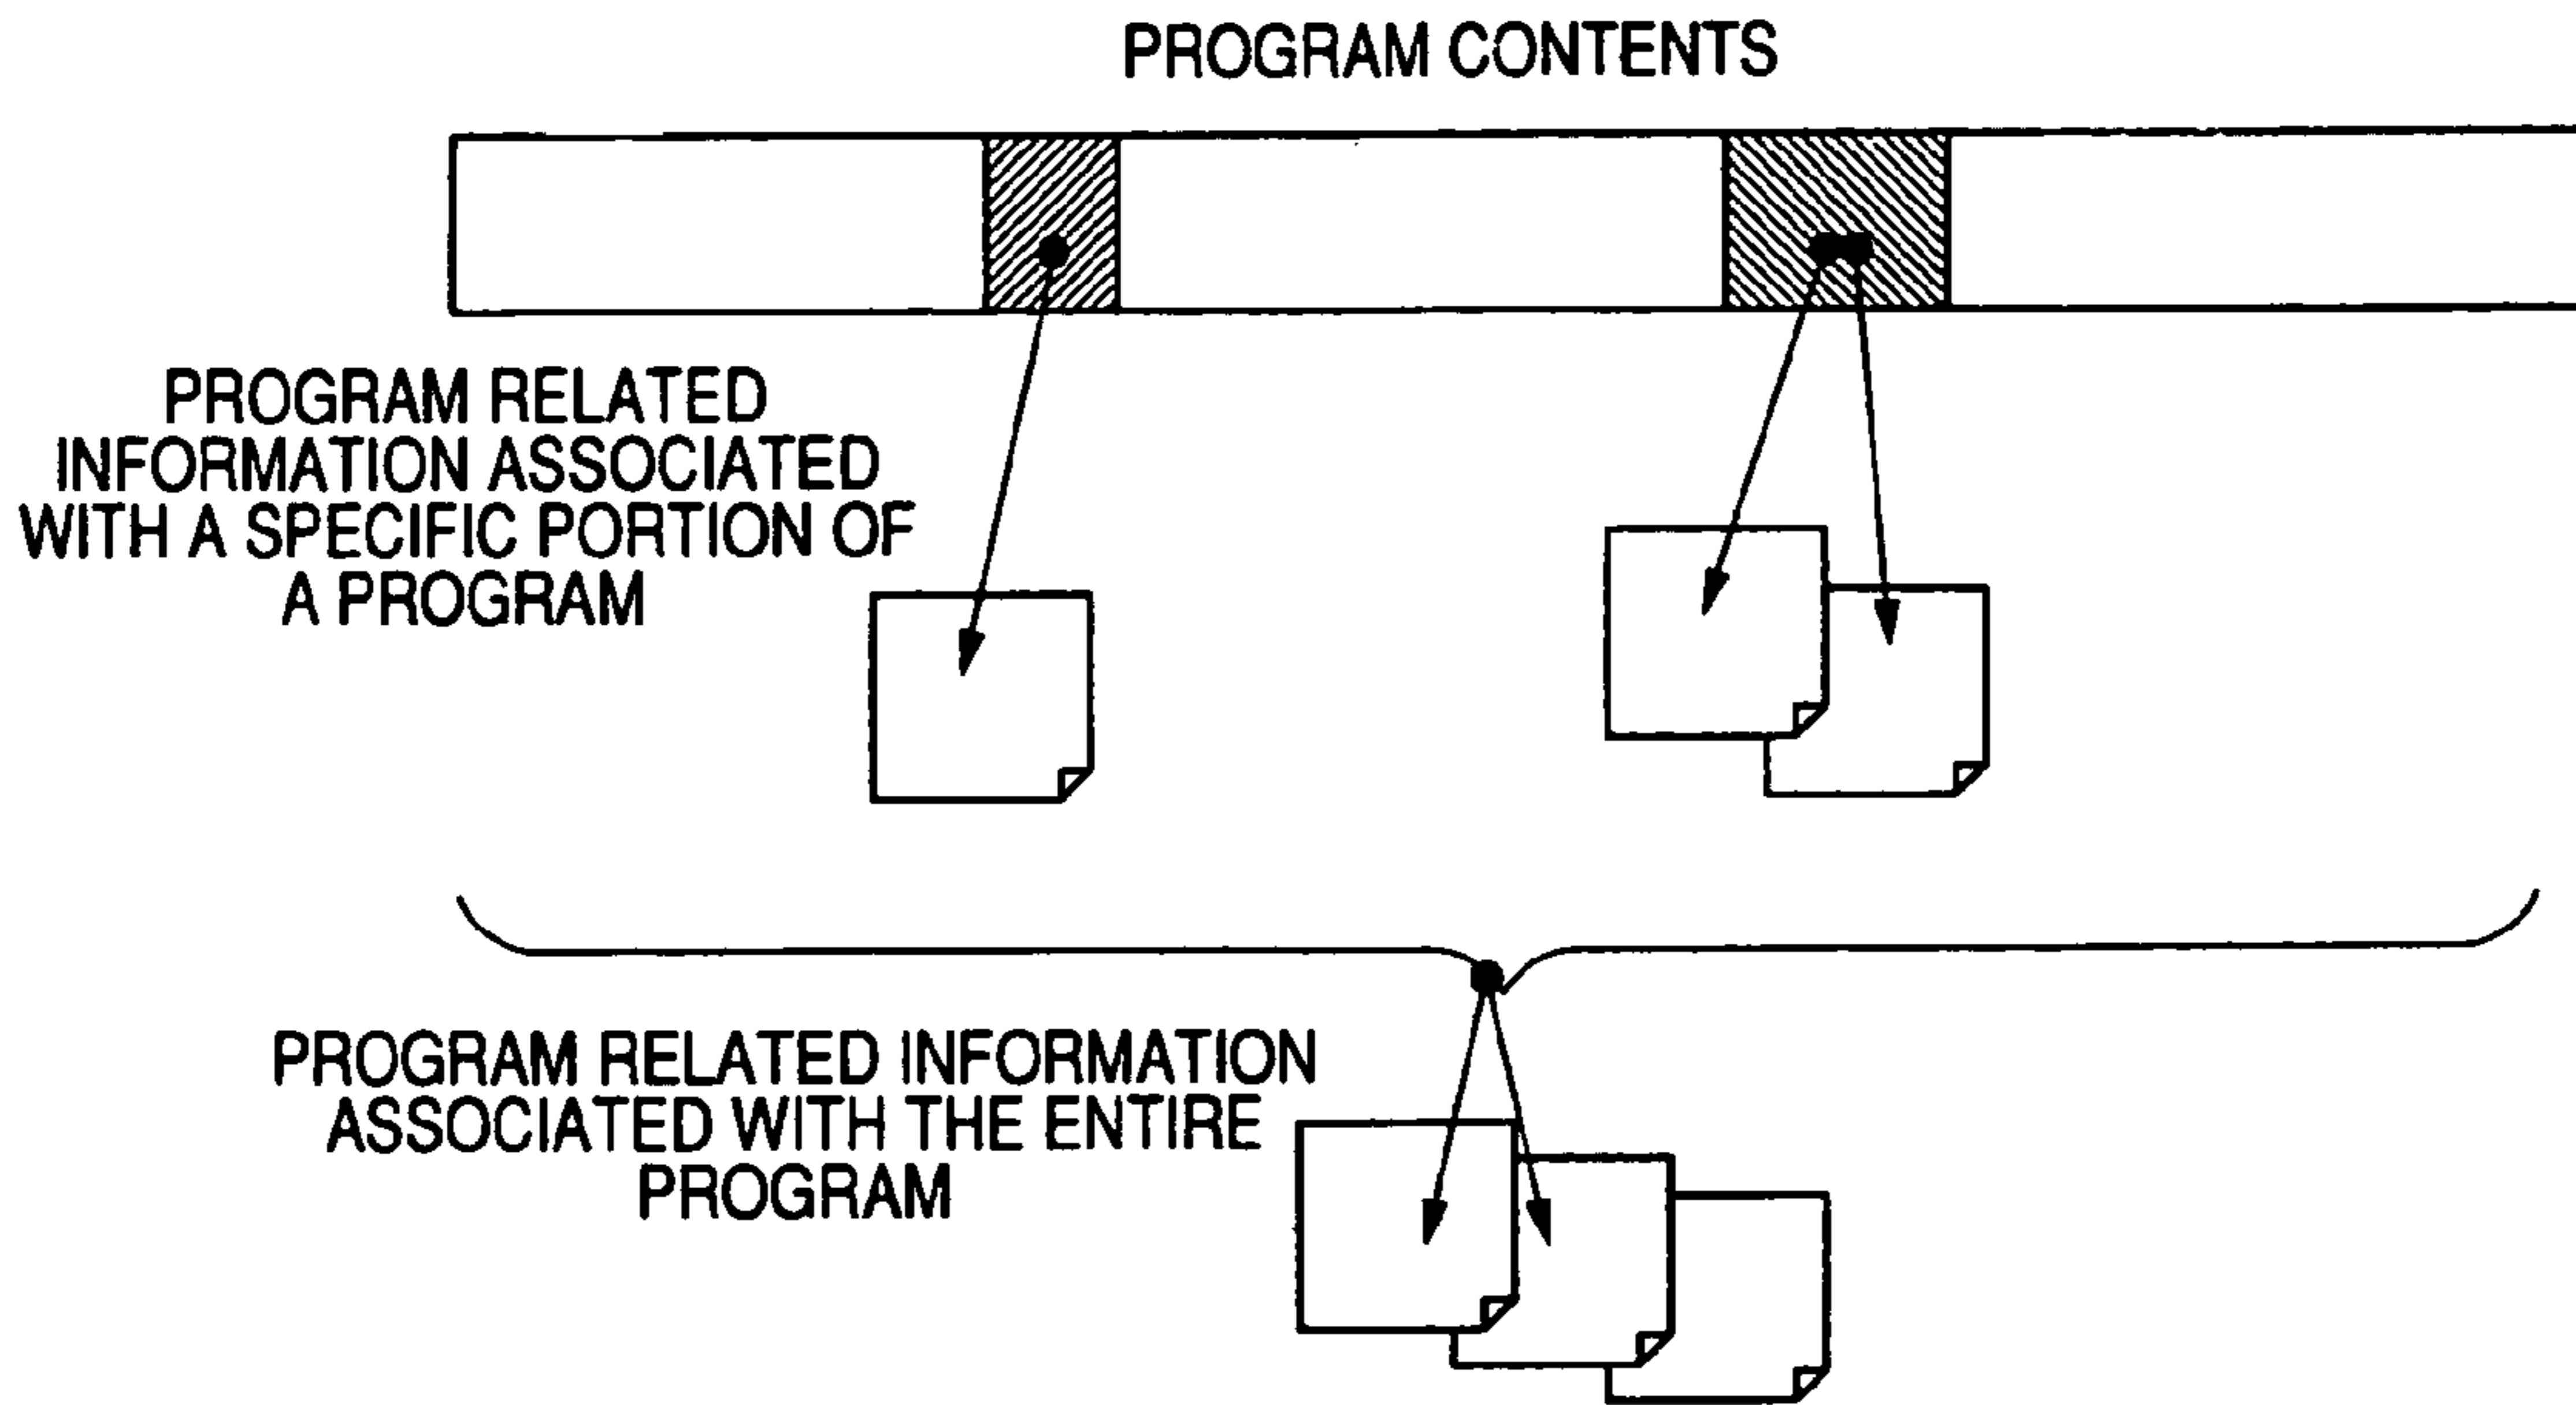 PROGRAM CONTENTS
PROGRAM RELATED
INFORMATION ASSOCIATED
WITH A SPECIFIC PORTION OF
A PROGRAM
PROGRAM RELATED INFORMATION
ASSOCIATED WITH THE ENTIRE
PROGRAM